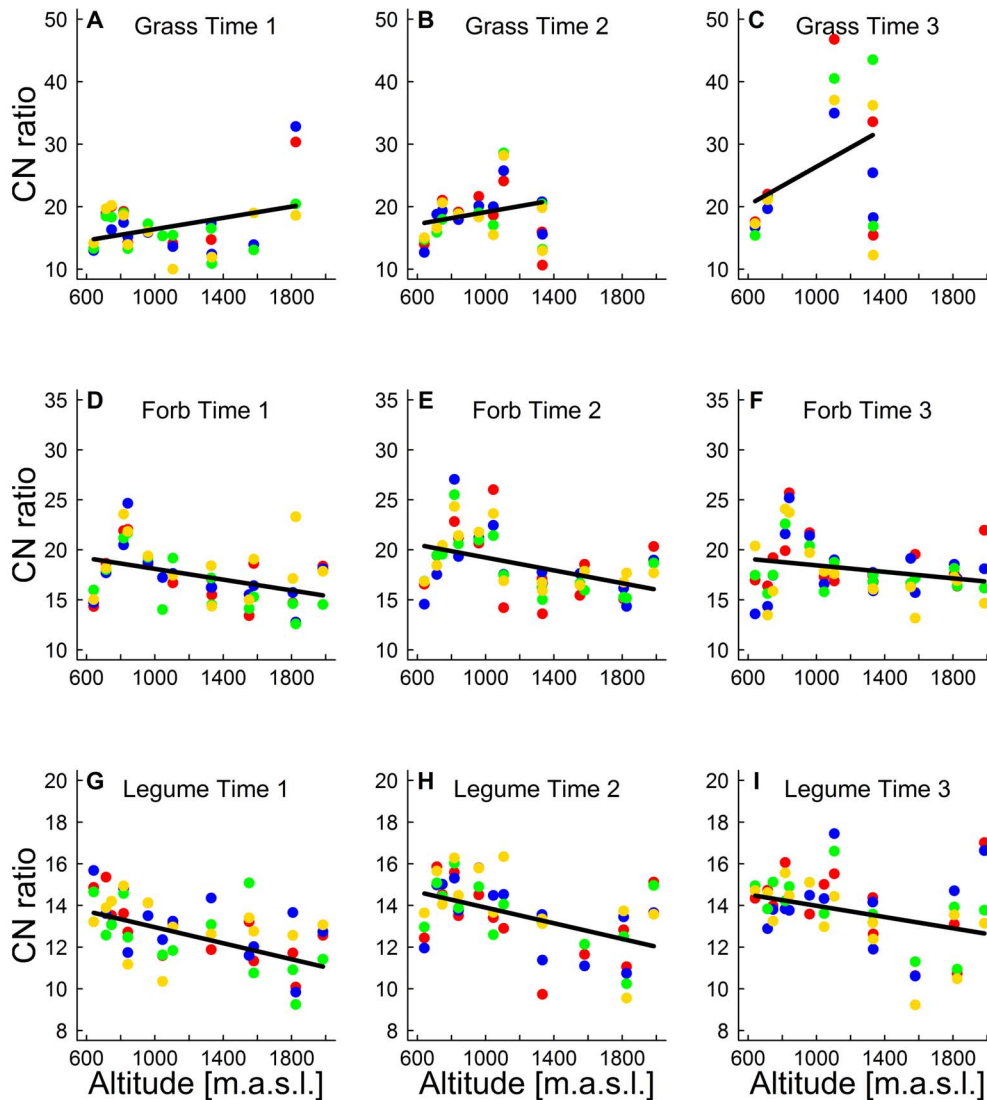 A Grass Time 1
B Grass Time 2
C Grass Time 3
CN ratio
50
40
30
20
10
600 1000 1400 1800
50
40
30
20
10
600 1000 1400 1800
50
40
30
20
10
600 1000 1400 1800
D Forb Time 1
E Forb Time 2
F Forb Time 3
CN ratio
35
30
25
20
15
10
600 1000 1400 1800
35
30
25
20
15
10
600 1000 1400 1800
35
30
25
20
15
10
600 1000 1400 1800
G Legume Time 1
H Legume Time 2
I Legume Time 3
CN ratio
20
18
16
14
12
10
8
600 1000 1400 1800
Altitude [m.a.s.l.]
20
18
16
14
12
10
8
600 1000 1400 1800
Altitude [m.a.s.l.]
20
18
16
14
12
10
8
600 1000 1400 1800
Altitude [m.a.s.l.]